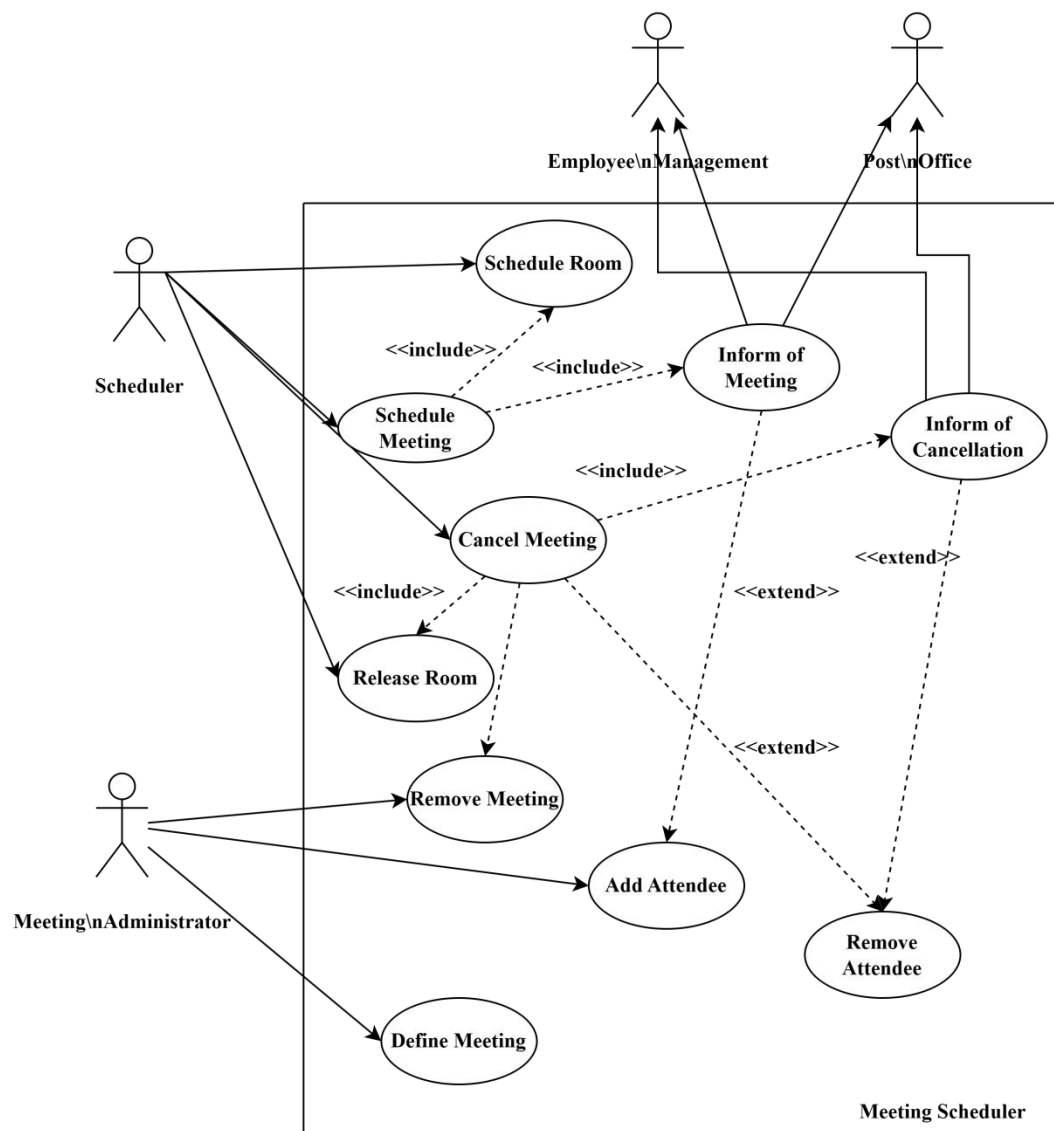 Employee\nManagement
Post\nOffice
Schedule Room
Scheduler
<<include>>
<<include>>
Inform of
Meeting
Schedule
Meeting
Inform of
Cancellation
<<include>>
Cancel Meeting
<<extend>>
<<include>>
<<extend>>
Release Room
<<extend>>
Remove Meeting
Add Attendee
Meeting\nAdministrator
Remove
Attendee
Define Meeting
Meeting Scheduler